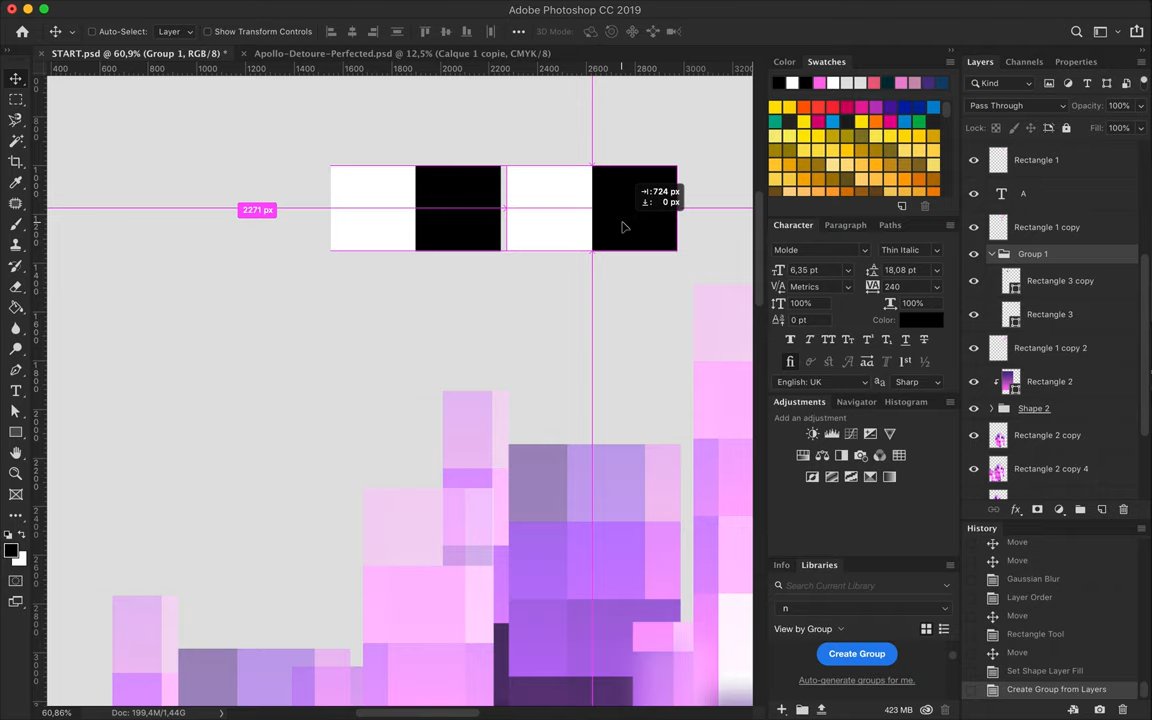 Adobe Photoshop CC 2019
Auto-Select: Layer Show Transform Controls 3D Mode:
START.psd @ 60,9% (Group 1, RGB/8) * Apollo-Detoure-Perfected.psd @ 12,5% (Calque 1 copie, CMYK/8)
400 800 1000 1200 1400 1600 1800 2000 2200 2400 2600 2800 3000 3200
Color Swatches
Layers Channels Properties
Kind
Pass Through Opacity: 100%
Lock: Fill: 100%
Rectangle 1
A
Rectangle 1 copy
Group 1
Rectangle 3 copy
Rectangle 3
Rectangle 1 copy 2
Rectangle 2
Shape 2
Rectangle 2 copy
Rectangle 2 copy 4
2271 px
724 px
0 px
Character Paragraph Paths
Molde Thin Italic
6,35 pt 18,08 pt
Metrics 240
100% 100%
0 pt Color:
English: UK Sharp
Adjustments Navigator Histogram
Add an adjustment
Info Libraries
Search Current Library
n
View by Group
Create Group
Auto-generate groups for me.
423 MB
History
Move
Move
Gaussian Blur
Layer Order
Move
Rectangle Tool
Move
Set Shape Layer Fill
Create Group from Layers
60,86% Doc: 199,4M/1,44G